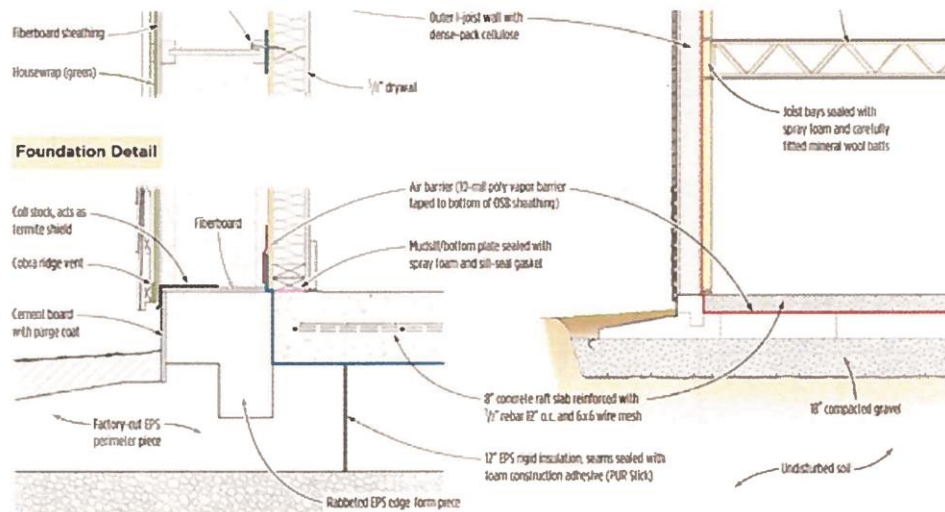 Fiberboard sheathing
Housewrap (green)
5/8" drywall
Outer I-joist wall with
dense-pack cellulose
Joist bays sealed with
spray foam and carefully
fitted mineral wool batts
Foundation Detail
Coil stock, acts as
termite shield
Cobra ridge vent
Cement board
with parge coat
Fiberboard
Air barrier (10-mil poly vapor barrier
taped to bottom of OSB sheathing)
Mudsill/bottom plate sealed with
spray foam and sill-seal gasket
Factory-cut EPS
perimeter piece
8" concrete raft slab reinforced with
1/2" rebar 12" o.c. and 6x6 wire mesh
12" EPS rigid insulation, seams sealed with
foam construction adhesive (PUR Stick)
Rabbeted EPS edge form piece
18" compacted gravel
Undisturbed soil